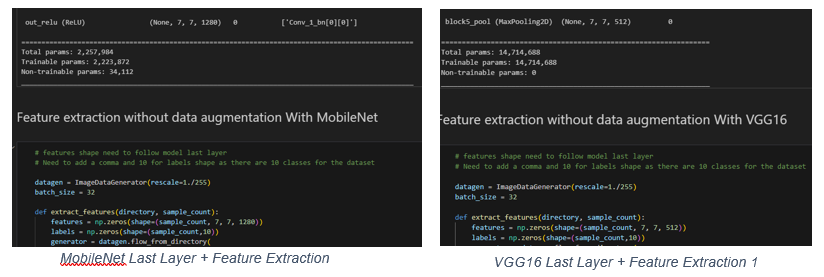 out_relu (ReLU) (None, 7, 7, 1280) 0 ['Conv_1_bn[0][0]']
Total params: 2,257,984
Trainable params: 2,223,872
Non-trainable params: 34,112
Feature extraction without data augmentation With MobileNet
# features shape need to follow model last layer
# Need to add a comma and 10 for labels shape as there are 10 classes for the dataset
datagen = ImageDataGenerator(rescale=1./255)
batch_size = 32
def extract_features(directory, sample_count):
features = np.zeros(shape=(sample_count, 7, 7, 1280))
labels = np.zeros(shape=(sample_count,10))
generator = datagen.flow_from_directory(
MobileNet Last Layer + Feature Extraction
block5_pool (MaxPooling2D) (None, 7, 7, 512) 0
Total params: 14,714,688
Trainable params: 14,714,688
Non-trainable params: 0
Feature extraction without data augmentation With VGG16
# features shape need to follow model last layer
# Need to add a comma and 10 for labels shape as there are 10 classes for the dataset
datagen = ImageDataGenerator(rescale=1./255)
batch_size = 32
def extract_features(directory, sample_count):
features = np.zeros(shape=(sample_count, 7, 7, 512))
labels = np.zeros(shape=(sample_count,10))
generator = datagen.flow_from_directory(
VGG16 Last Layer + Feature Extraction 1